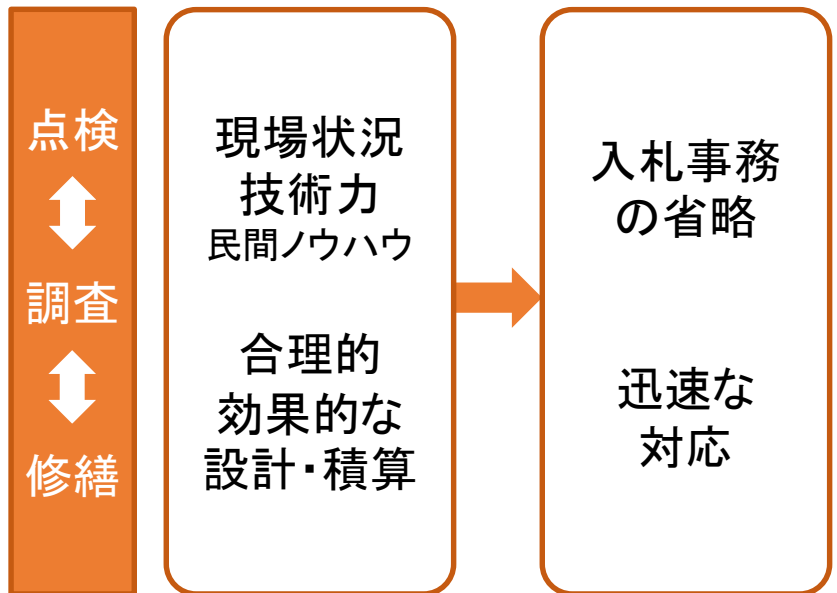 点検
調査
修繕
現場状況
技術力
民間ノウハウ
合理的
効果的な
設計・積算
入札事務
の省略
迅速な
対応